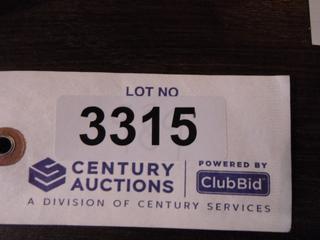 LOT NO
3315
CENTURY AUCTIONS
POWERED BY
ClubBid
A DIVISION OF CENTURY SERVICES